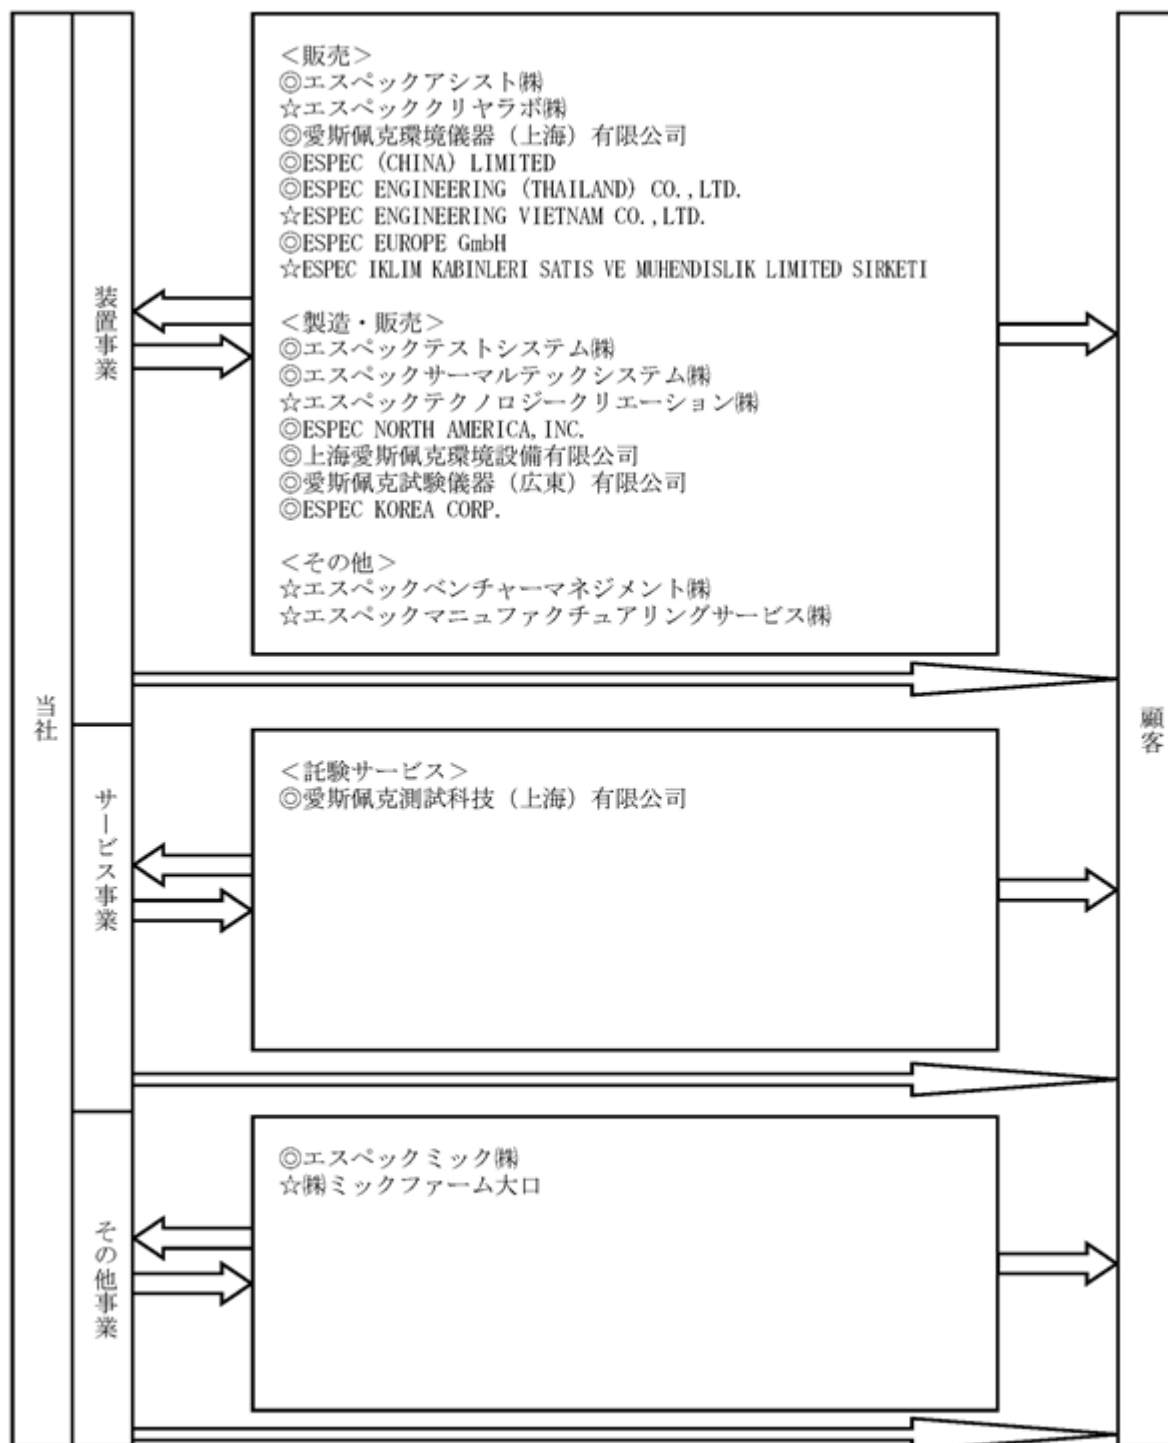 当社
装置事業
＜販売＞
◎エスペックアシスト㈱
☆エスペッククリヤラボ㈱
◎愛斯佩克環境儀器（上海）有限公司
◎ESPEC (CHINA) LIMITED
◎ESPEC ENGINEERING (THAILAND) CO.,LTD.
☆ESPEC ENGINEERING VIETNAM CO.,LTD.
◎ESPEC EUROPE GmbH
☆ESPEC IKLIM KABINLERI SATIS VE MUHENDISLIK LIMITED SIRKETI
＜製造・販売＞
◎エスペックテストシステム㈱
◎エスペックサーマルテックシステム㈱
☆エスペックテクノロジークリエーション㈱
◎ESPEC NORTH AMERICA,INC.
◎上海愛斯佩克環境設備有限公司
◎愛斯佩克試験儀器（広東）有限公司
◎ESPEC KOREA CORP.
＜その他＞
☆エスペックベンチャーマネジメント㈱
☆エスペックマニュファクチュアリングサービス㈱
サービス事業
＜託験サービス＞
◎愛斯佩克測試科技（上海）有限公司
その他事業
◎エスペックミック㈱
☆㈱ミックファーム大口
顧客